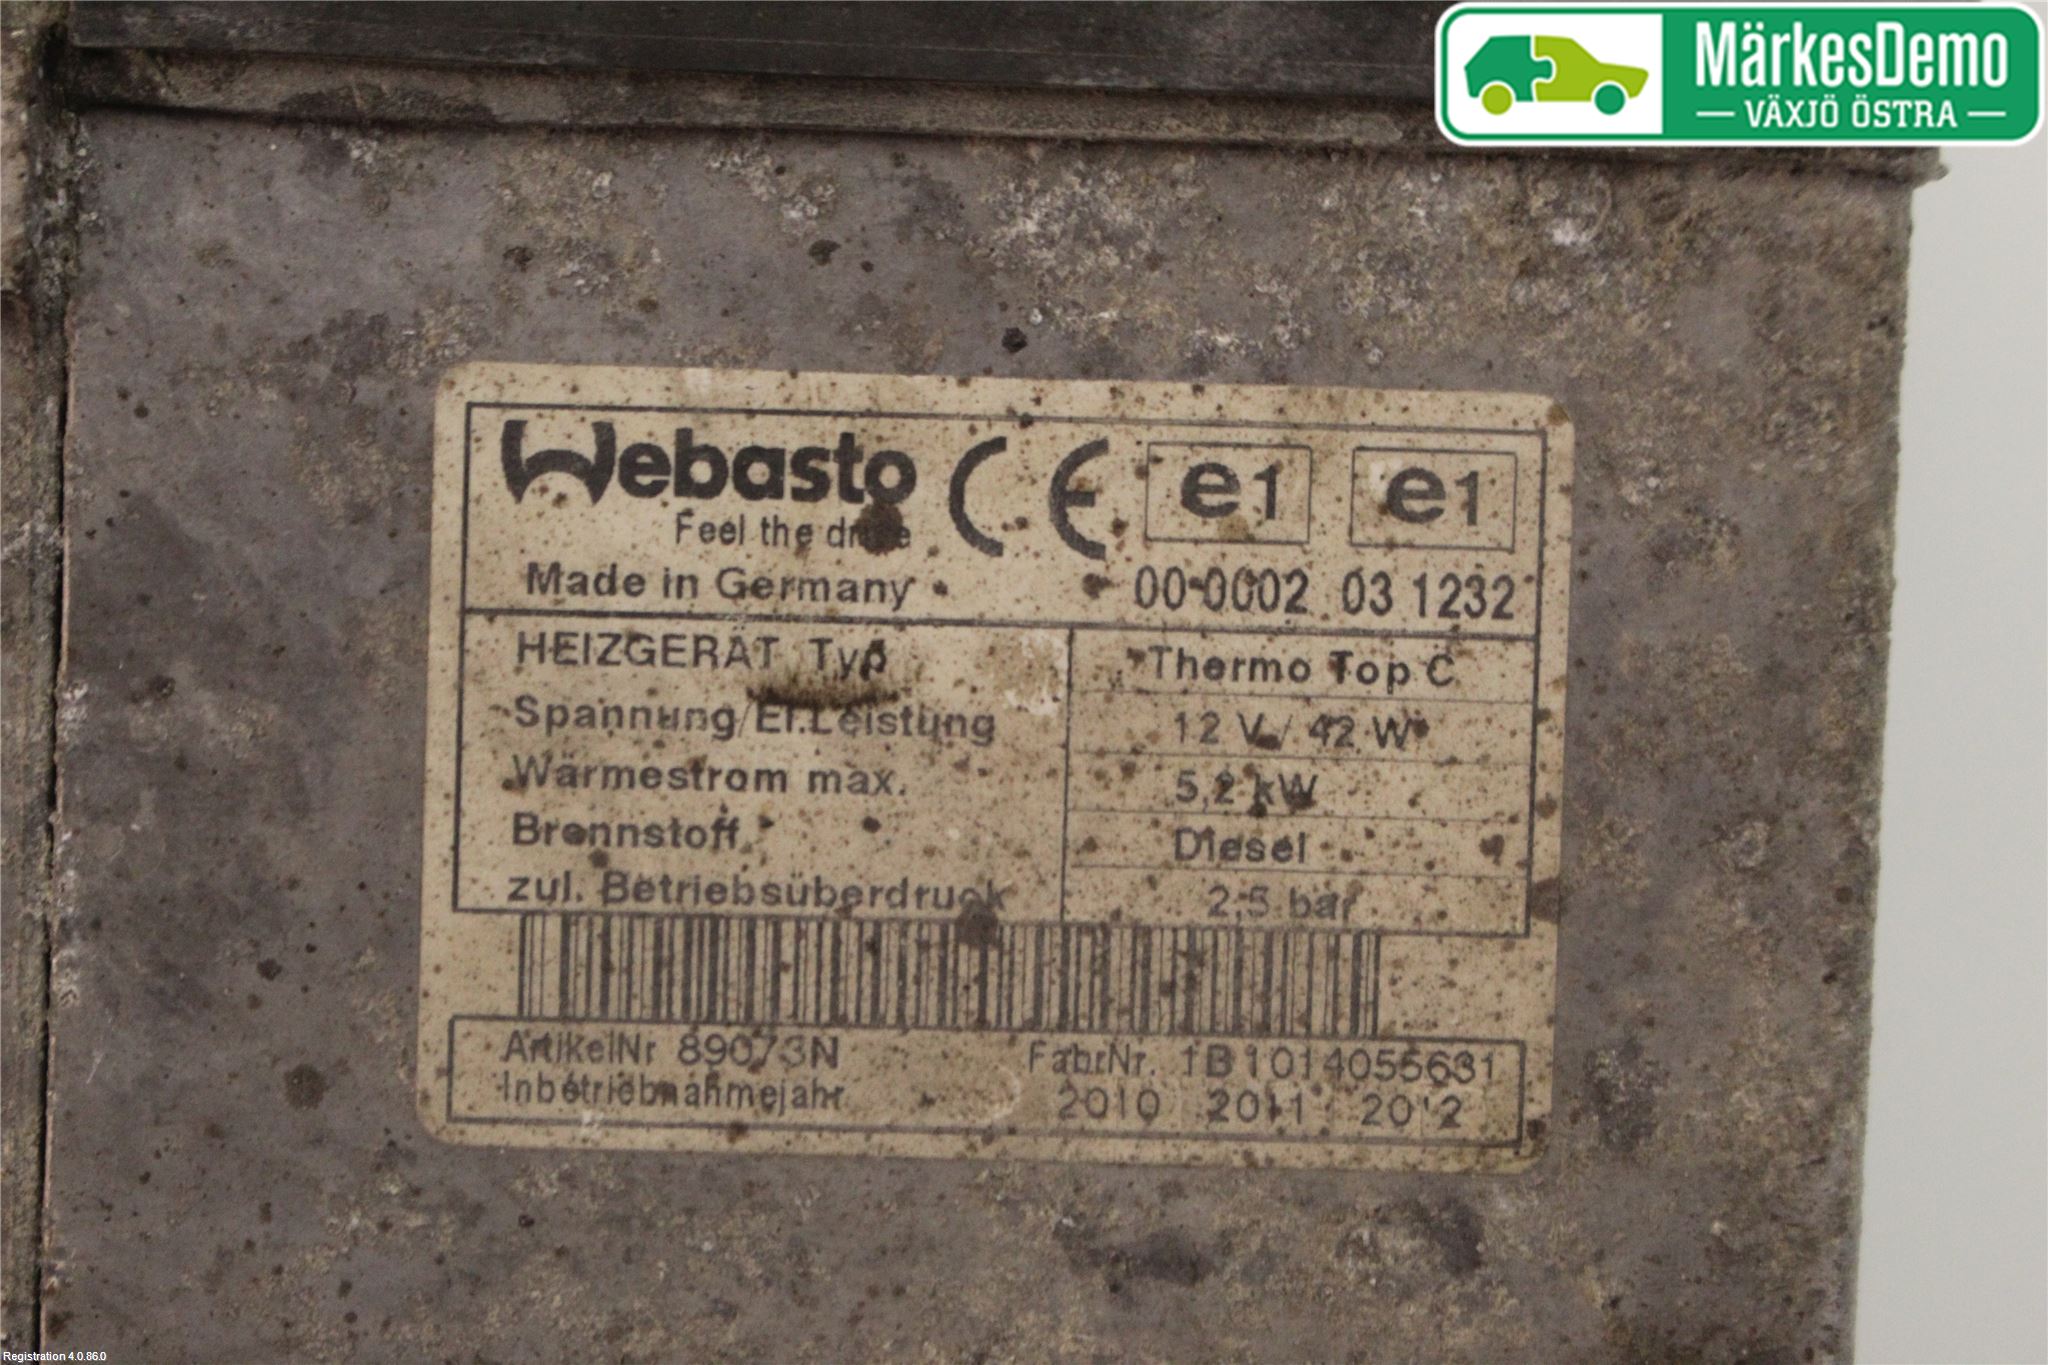 MärkesDemo
VÄXJÖ ÖSTRA
Webasto
Feel the drive
CE e1 e1
Made in Germany
00 0002 03 1232
HEIZGERÄT Typ Thermo Top C
Spannung/El.Leistung 12 V / 42 W
Wärmestrom max. 5,2 kW
Brennstoff Diesel
zul. Betriebsüberdruck 2,5 bar
ArtikelNr 89073N FabrNr. 1B1014055631
Inbetriebnahmejahr 2010 2011 2012
Registration 4.0.86.0